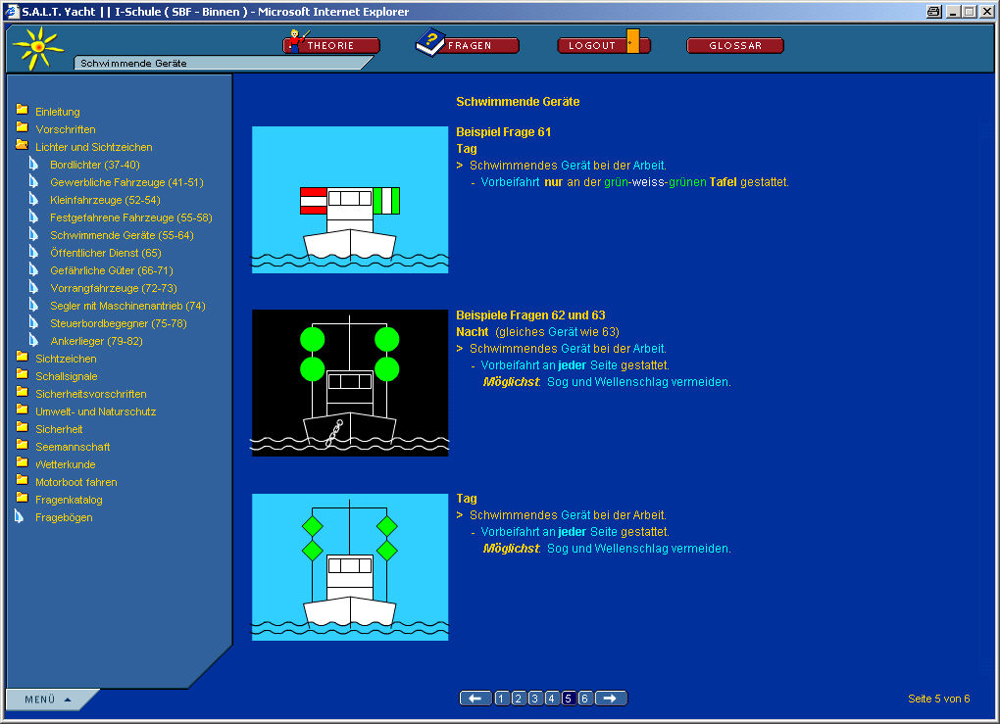 S.A.L.T. Yacht || I-Schule ( SBF - Binnen ) - Microsoft Internet Explorer
THEORIE
FRAGEN
LOGOUT
GLOSSAR
Schwimmende Geräte
Einleitung
Vorschriften
Lichter und Sichtzeichen
Bordlichter (37-40)
Gewerbliche Fahrzeuge (41-51)
Kleinfahrzeuge (52-54)
Festgefahrene Fahrzeuge (55-58)
Schwimmende Geräte (55-64)
Öffentlicher Dienst (65)
Gefährliche Güter (66-71)
Vorrangfahrzeuge (72-73)
Segler mit Maschinenantrieb (74)
Steuerbordbegegner (75-78)
Ankerlieger (79-82)
Sichtzeichen
Schallsignale
Sicherheitsvorschriften
Umwelt- und Naturschutz
Sicherheit
Seemannschaft
Wetterkunde
Motorboot fahren
Fragenkatalog
Fragebögen
MENÜ
Schwimmende Geräte
Beispiel Frage 61
Tag
> Schwimmendes Gerät bei der Arbeit.
- Vorbeifahrt nur an der grün-weiss-grünen Tafel gestattet.
Beispiele Fragen 62 und 63
Nacht (gleiches Gerät wie 63)
> Schwimmendes Gerät bei der Arbeit.
- Vorbeifahrt an jeder Seite gestattet.
Möglichst: Sog und Wellenschlag vermeiden.
Tag
> Schwimmendes Gerät bei der Arbeit.
- Vorbeifahrt an jeder Seite gestattet.
Möglichst: Sog und Wellenschlag vermeiden.
1 2 3 4 5 6
Seite 5 von 6